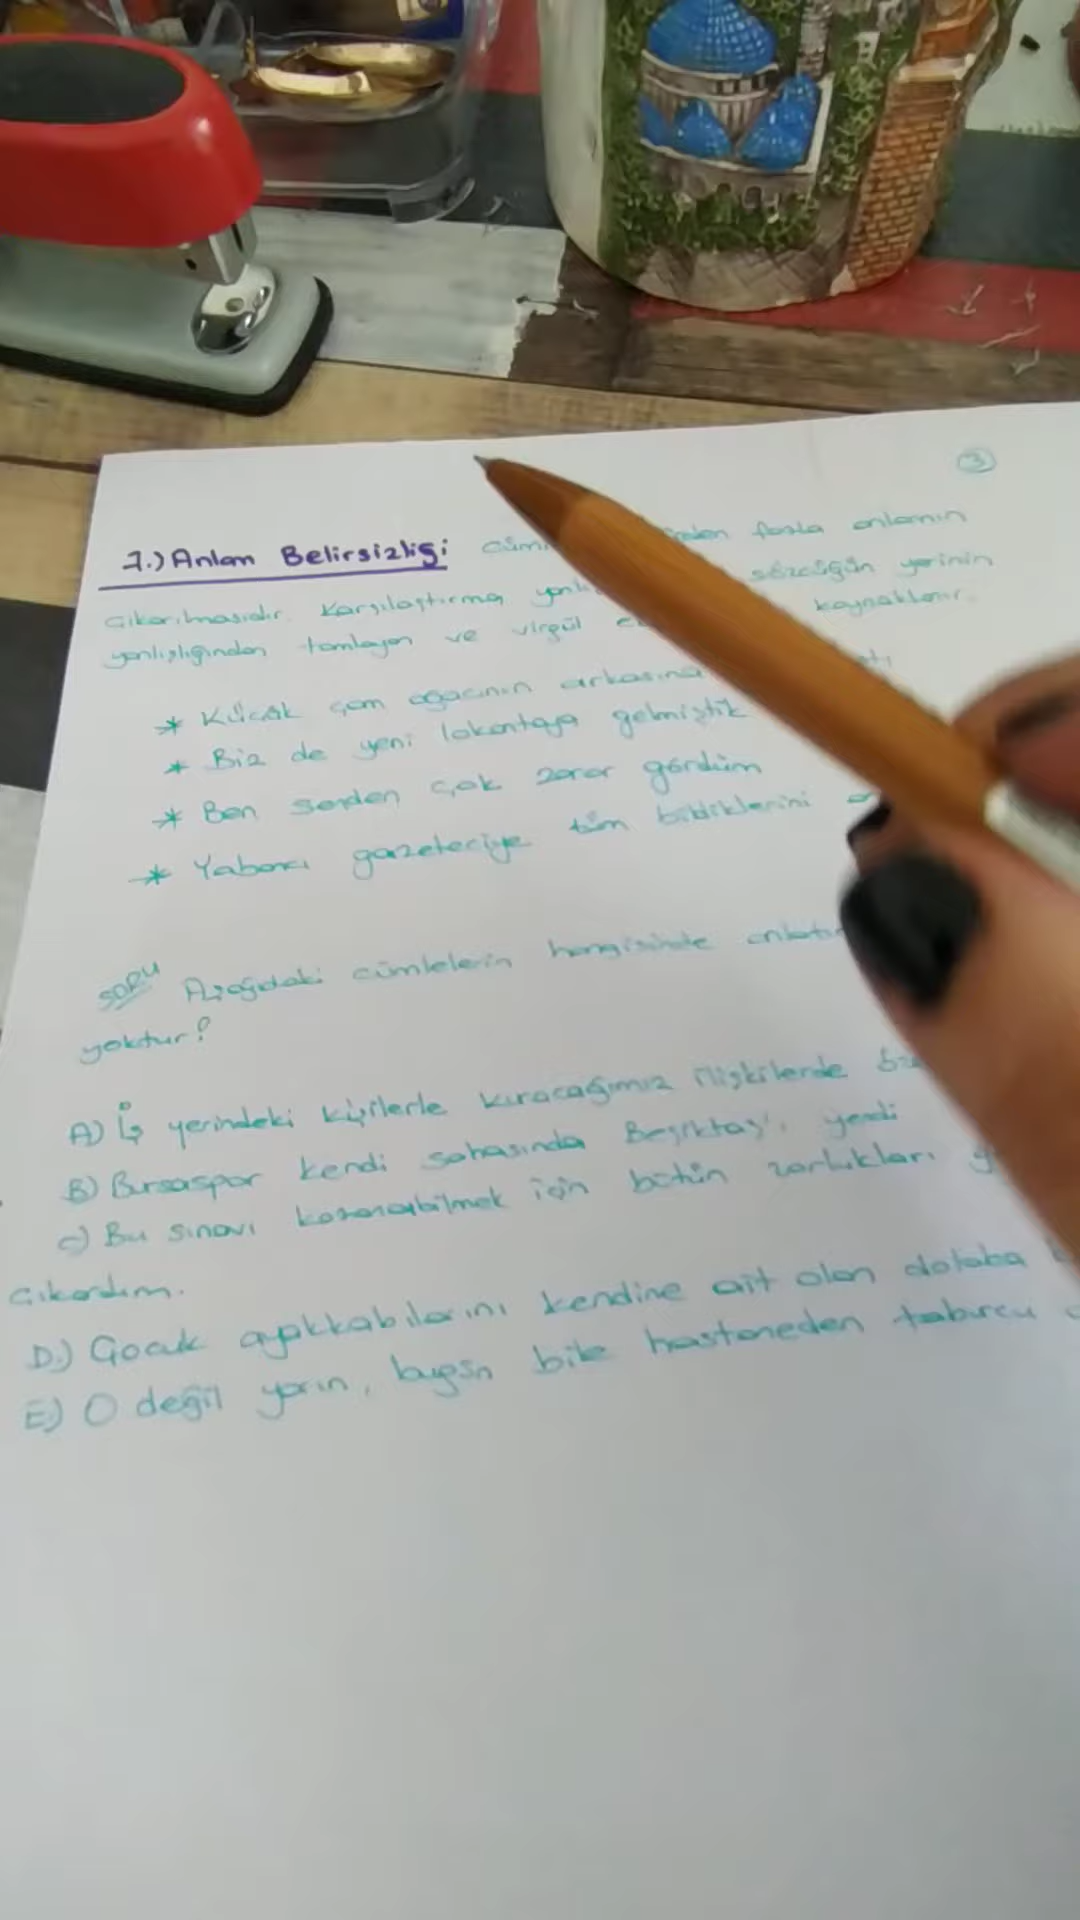 3
7.) Anlam Belirsizliği fazla anlamın
çıkarılmasıdır. Karşılaştırma sözcüğün yerinin
yanlışlığından tamlayan ve virgül kaynaklanır.
* Küçük çam ağacının arkasına
* Biz de yeni lokantaya gelmiştik
* Ben senden çok zarar gördüm
* Yabancı gazeteciye tüm bildiklerini
SORU Aşağıdaki cümlelerin hangisinde
yoktur?
A) İş yerindeki kişilerle kuracağımız ilişkilerde
B) Bursaspor kendi sahasında Beşiktaş'ı yendi
C) Bu sınavı kazanabilmek için bütün zorlukları
çıkardım.
D.) Çocuk ayakkabılarını kendine ait olan dolaba
E.) O değil yarın, bugün bile hastaneden taburcu